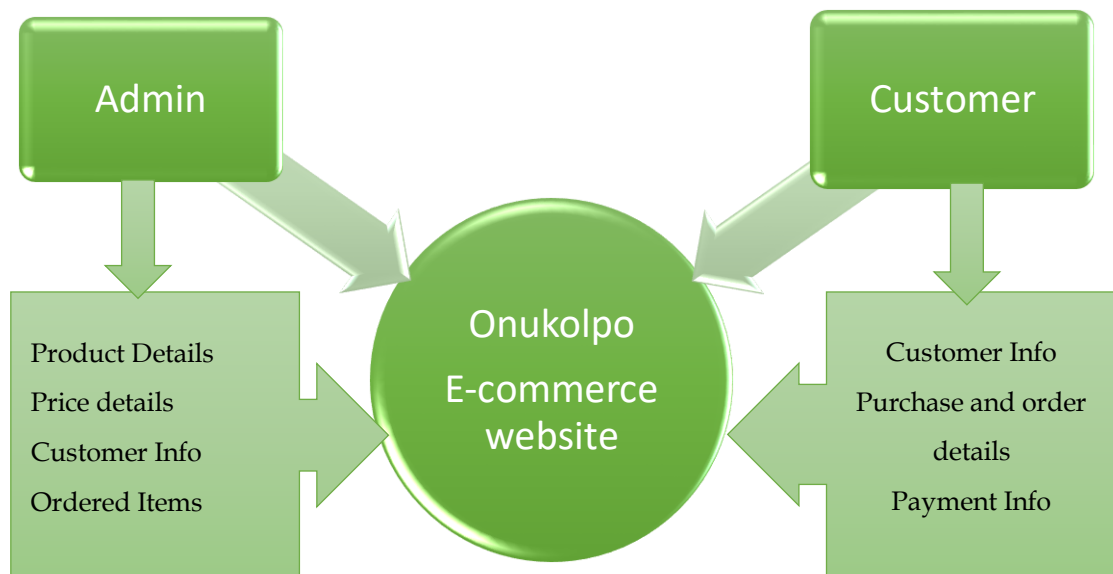 Admin
Customer
Onukolpo
E-commerce
website
Product Details
Price details
Customer Info
Ordered Items
Customer Info
Purchase and order
details
Payment Info